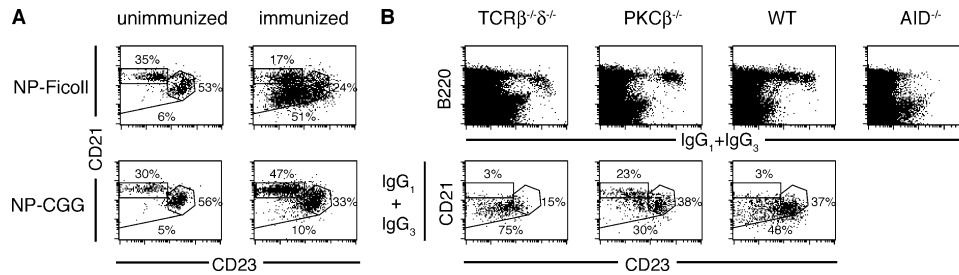 A
unimmunized
immunized
NP-Ficoll
35%
53%
6%
17%
24%
51%
CD21
NP-CGG
30%
56%
5%
47%
33%
10%
CD23
B
TCRβ-/-δ-/-
PKCβ-/-
WT
AID-/-
B220
IgG1+IgG3
IgG1
+
IgG3
CD21
3%
15%
75%
23%
38%
30%
3%
37%
48%
CD23